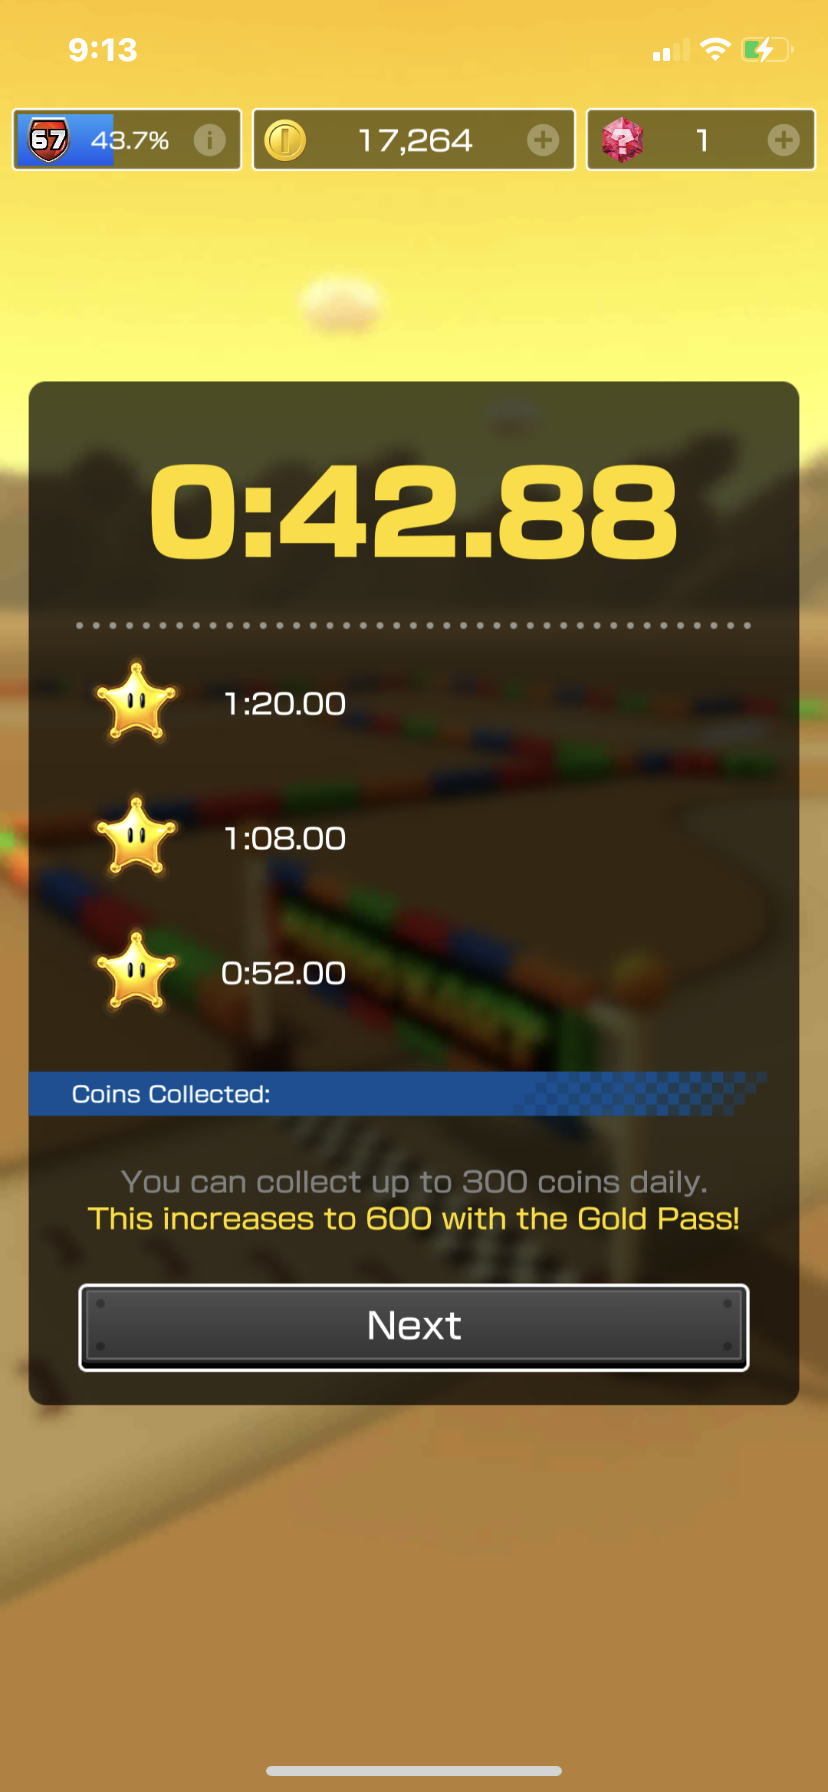 9:13
67 43.7% i
17,264 +
? 1 +
0:42.88
1:20.00
1:08.00
0:52.00
Coins Collected:
You can collect up to 300 coins daily.
This increases to 600 with the Gold Pass!
Next